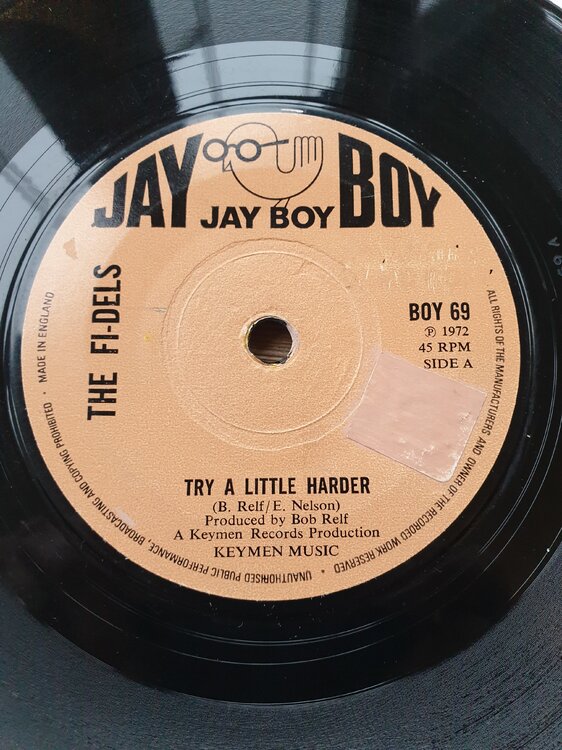 JAY BOY
JAY BOY
THE FI-DELS
BOY 69
℗ 1972
45 RPM
SIDE A
TRY A LITTLE HARDER
(B. Relf/E. Nelson)
Produced by Bob Relf
A Keymen Records Production
KEYMEN MUSIC
ALL RIGHTS OF THE MANUFACTURERS AND OWNER OF THE RECORDED WORK RESERVED • UNAUTHORISED PUBLIC PERFORMANCE, BROADCASTING AND COPYING PROHIBITED • MADE IN ENGLAND